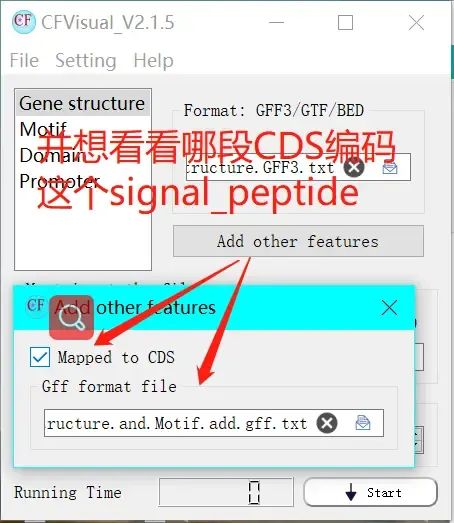 CF CFVisual_V2.1.5
File Setting Help
Gene structure
Motif
Domain
Promoter
Format: GFF3/GTF/BED
ructure.GFF3.txt
并想看看哪段CDS编码
这个signal_peptide
Add other features
CF Add other features
Mapped to CDS
Gff format file
ructure.and.Motif.add.gff.txt
Running Time 0 Start